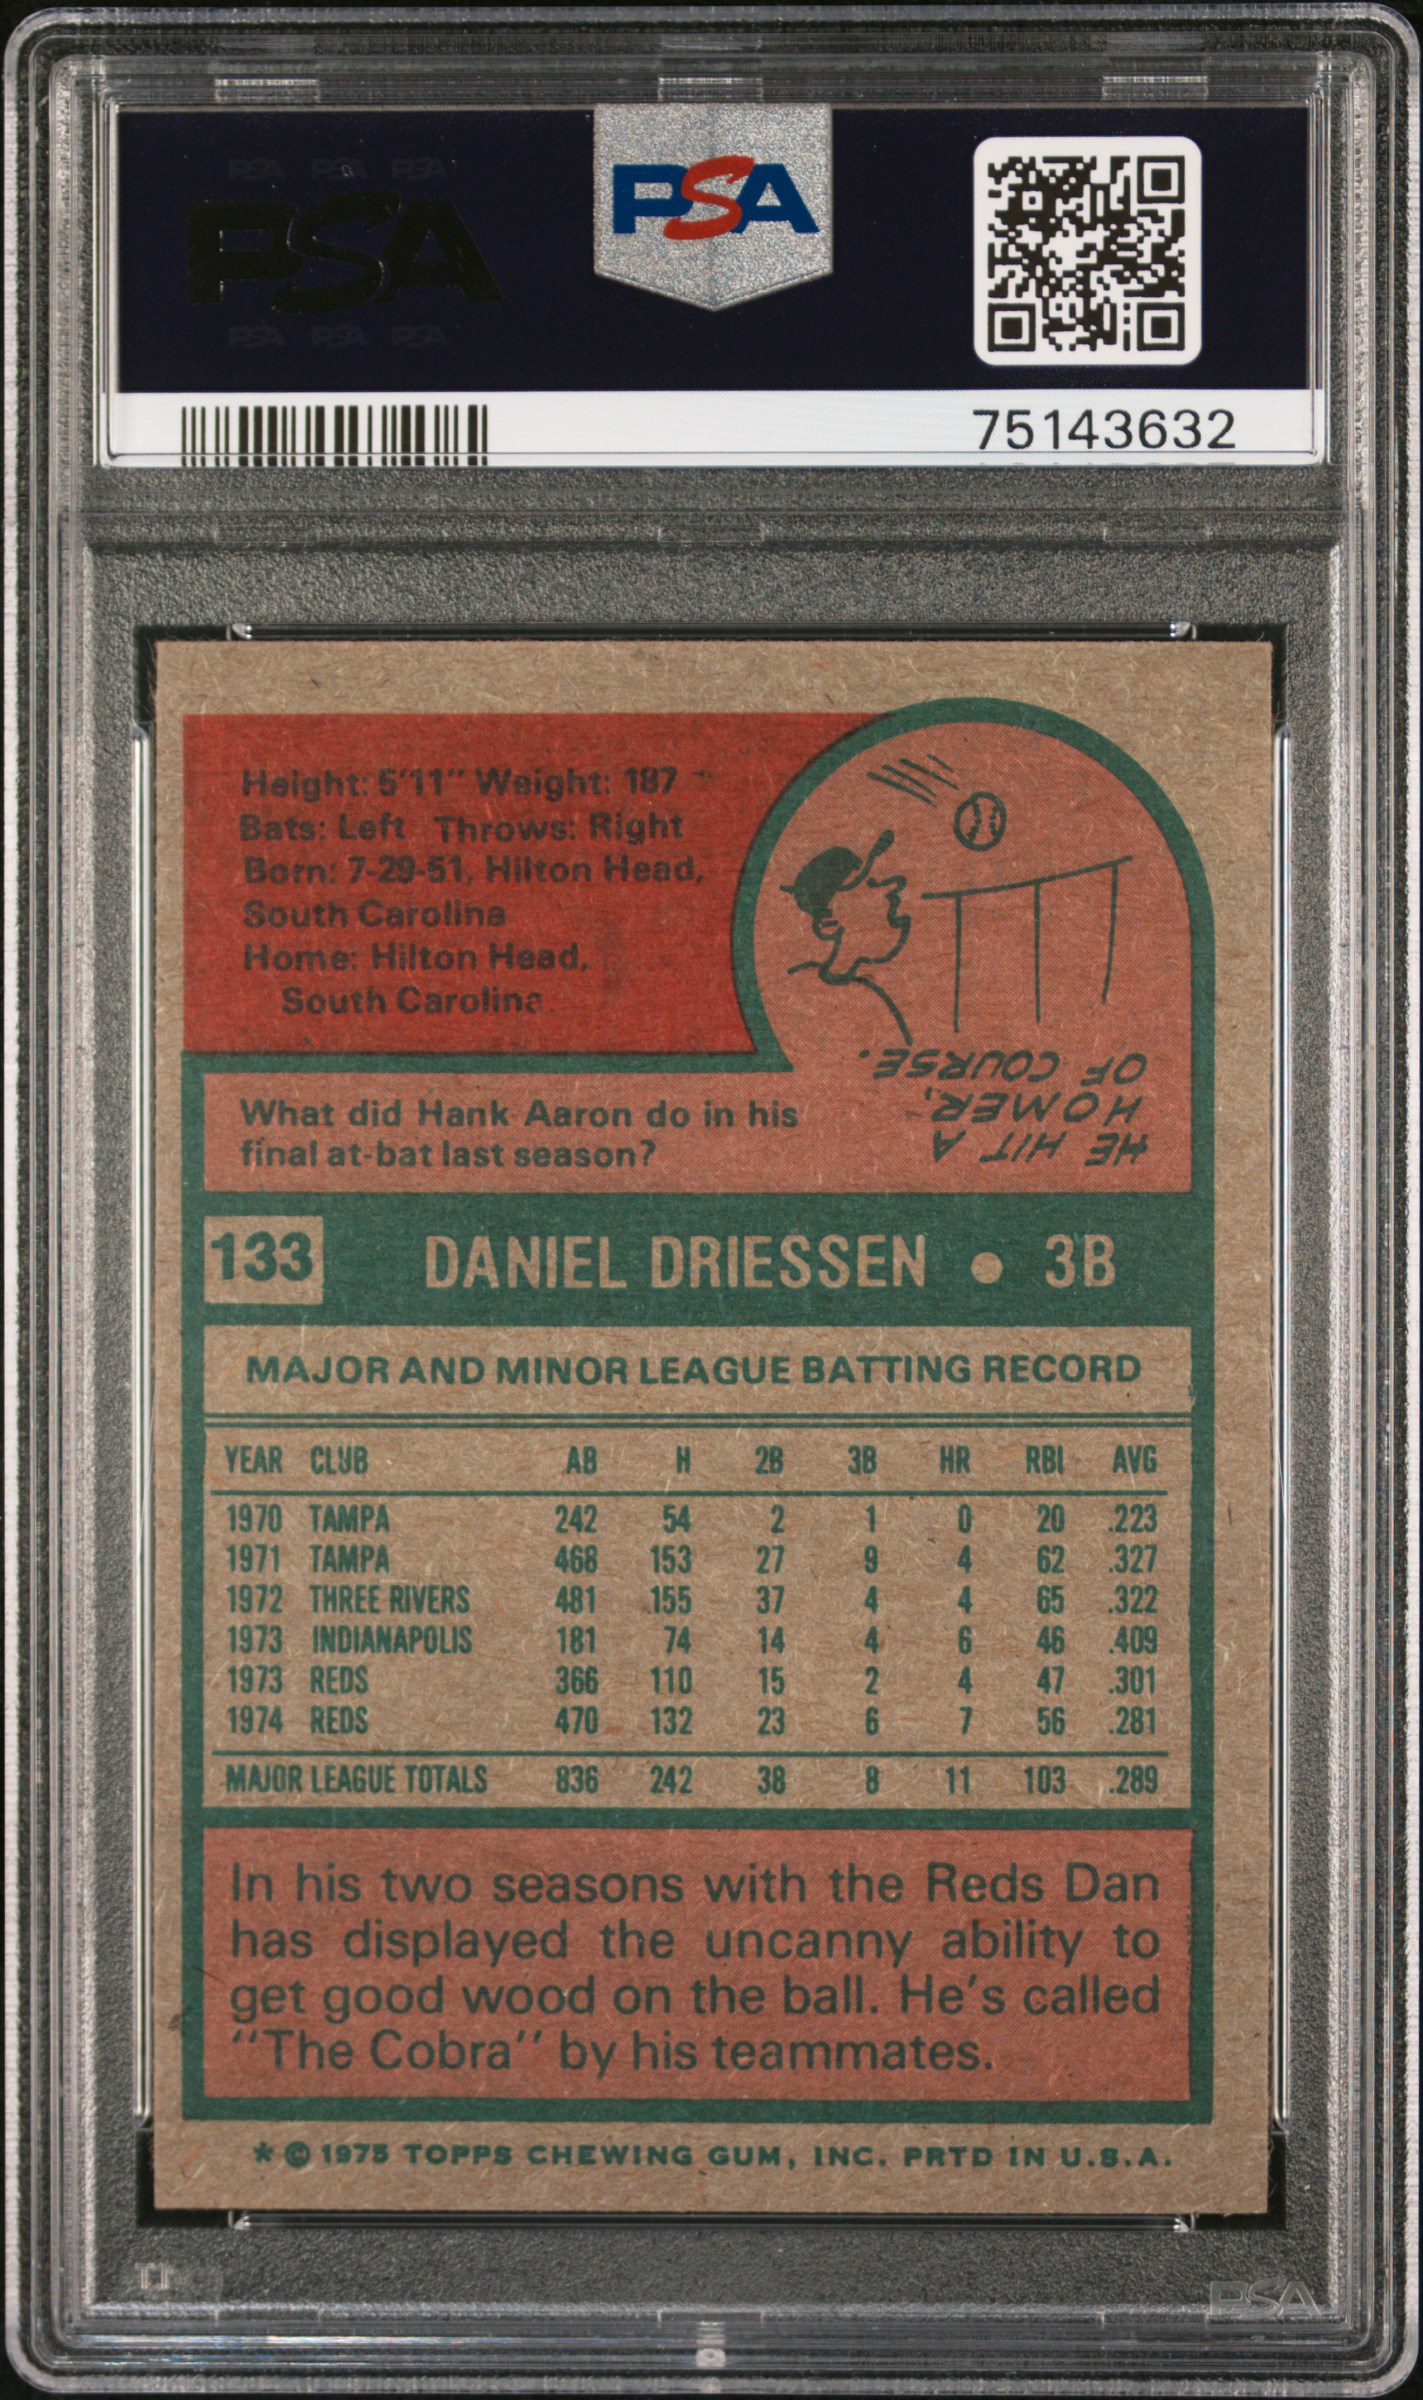 PSA PSA PSA
PSA
PSA PSA PSA
PSA
75143632
Height: 5'11" Weight: 187
Bats: Left Throws: Right
Born: 7-29-51, Hilton Head,
South Carolina
Home: Hilton Head,
South Carolina
What did Hank Aaron do in his
final at-bat last season?
HE HIT A
HOMER,
OF COURSE.
133 DANIEL DRIESSEN • 3B
MAJOR AND MINOR LEAGUE BATTING RECORD
YEAR CLUB AB H 2B 3B HR RBI AVG
1970 TAMPA 242 54 2 1 0 20 .223
1971 TAMPA 468 153 27 9 4 62 .327
1972 THREE RIVERS 481 155 37 4 4 65 .322
1973 INDIANAPOLIS 181 74 14 4 6 46 .409
1973 REDS 366 110 15 2 4 47 .301
1974 REDS 470 132 23 6 7 56 .281
MAJOR LEAGUE TOTALS 836 242 38 8 11 103 .289
In his two seasons with the Reds Dan
has displayed the uncanny ability to
get good wood on the ball. He's called
"The Cobra" by his teammates.
* © 1975 TOPPS CHEWING GUM, INC. PRTD IN U.S.A.
PSA